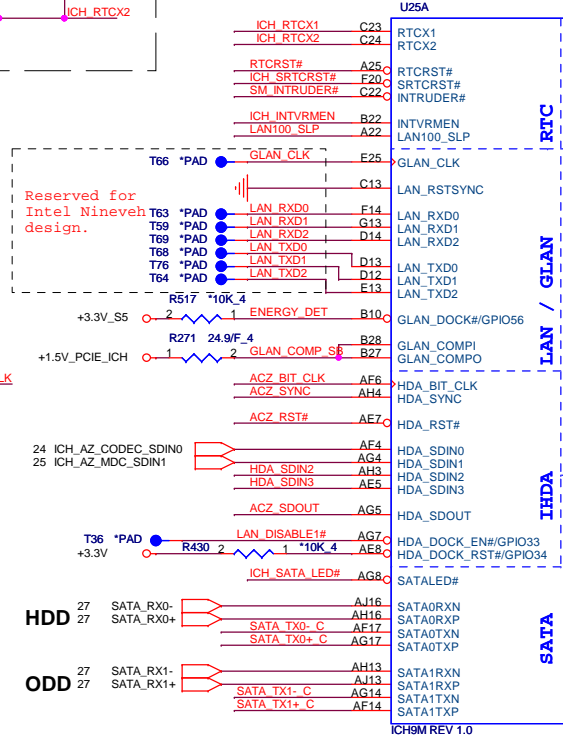 U25A
ICH_RTCX2
ICH_RTCX1 C23 RTCX1
ICH_RTCX2 C24 RTCX2
RTCRST# A25 RTCRST#
ICH_SRTCRST# F20 SRTCRST#
SM_INTRUDER# C22 INTRUDER#
ICH_INTVRMEN B22 INTVRMEN
LAN100_SLP A22 LAN100_SLP
RTC
T66 *PAD GLAN_CLK E25 GLAN_CLK
C13 LAN_RSTSYNC
Reserved for
Intel Nineveh
design.
T63 *PAD LAN_RXD0 F14 LAN_RXD0
T59 *PAD LAN_RXD1 G13 LAN_RXD1
T69 *PAD LAN_RXD2 D14 LAN_RXD2
T68 *PAD LAN_TXD0 D13 LAN_TXD0
T76 *PAD LAN_TXD1 D12 LAN_TXD1
T64 *PAD LAN_TXD2 E13 LAN_TXD2
R517 *10K_4
+3.3V_S5 2 1 ENERGY_DET B10 GLAN_DOCK#/GPIO56
R271 24.9/F_4
B28 GLAN_COMPI
+1.5V_PCIE_ICH 1 2 GLAN_COMP_SB B27 GLAN_COMPO
LAN / GLAN
LK
ACZ_BIT_CLK AF6 HDA_BIT_CLK
ACZ_SYNC AH4 HDA_SYNC
ACZ_RST# AE7 HDA_RST#
24 ICH_AZ_CODEC_SDIN0 AF4 HDA_SDIN0
25 ICH_AZ_MDC_SDIN1 AG4 HDA_SDIN1
HDA_SDIN2 AH3 HDA_SDIN2
HDA_SDIN3 AE5 HDA_SDIN3
ACZ_SDOUT AG5 HDA_SDOUT
IHDA
T36 *PAD LAN_DISABLE1# AG7 HDA_DOCK_EN#/GPIO33
+3.3V R430 2 1 *10K_4 AE8 HDA_DOCK_RST#/GPIO34
ICH_SATA_LED# AG8 SATALED#
HDD
27 SATA_RX0- AJ16 SATA0RXN
27 SATA_RX0+ AH16 SATA0RXP
SATA_TX0-_C AF17 SATA0TXN
SATA_TX0+_C AG17 SATA0TXP
SATA
ODD
27 SATA_RX1- AH13 SATA1RXN
27 SATA_RX1+ AJ13 SATA1RXP
SATA_TX1-_C AG14 SATA1TXN
SATA_TX1+_C AF14 SATA1TXP
ICH9M REV 1.0